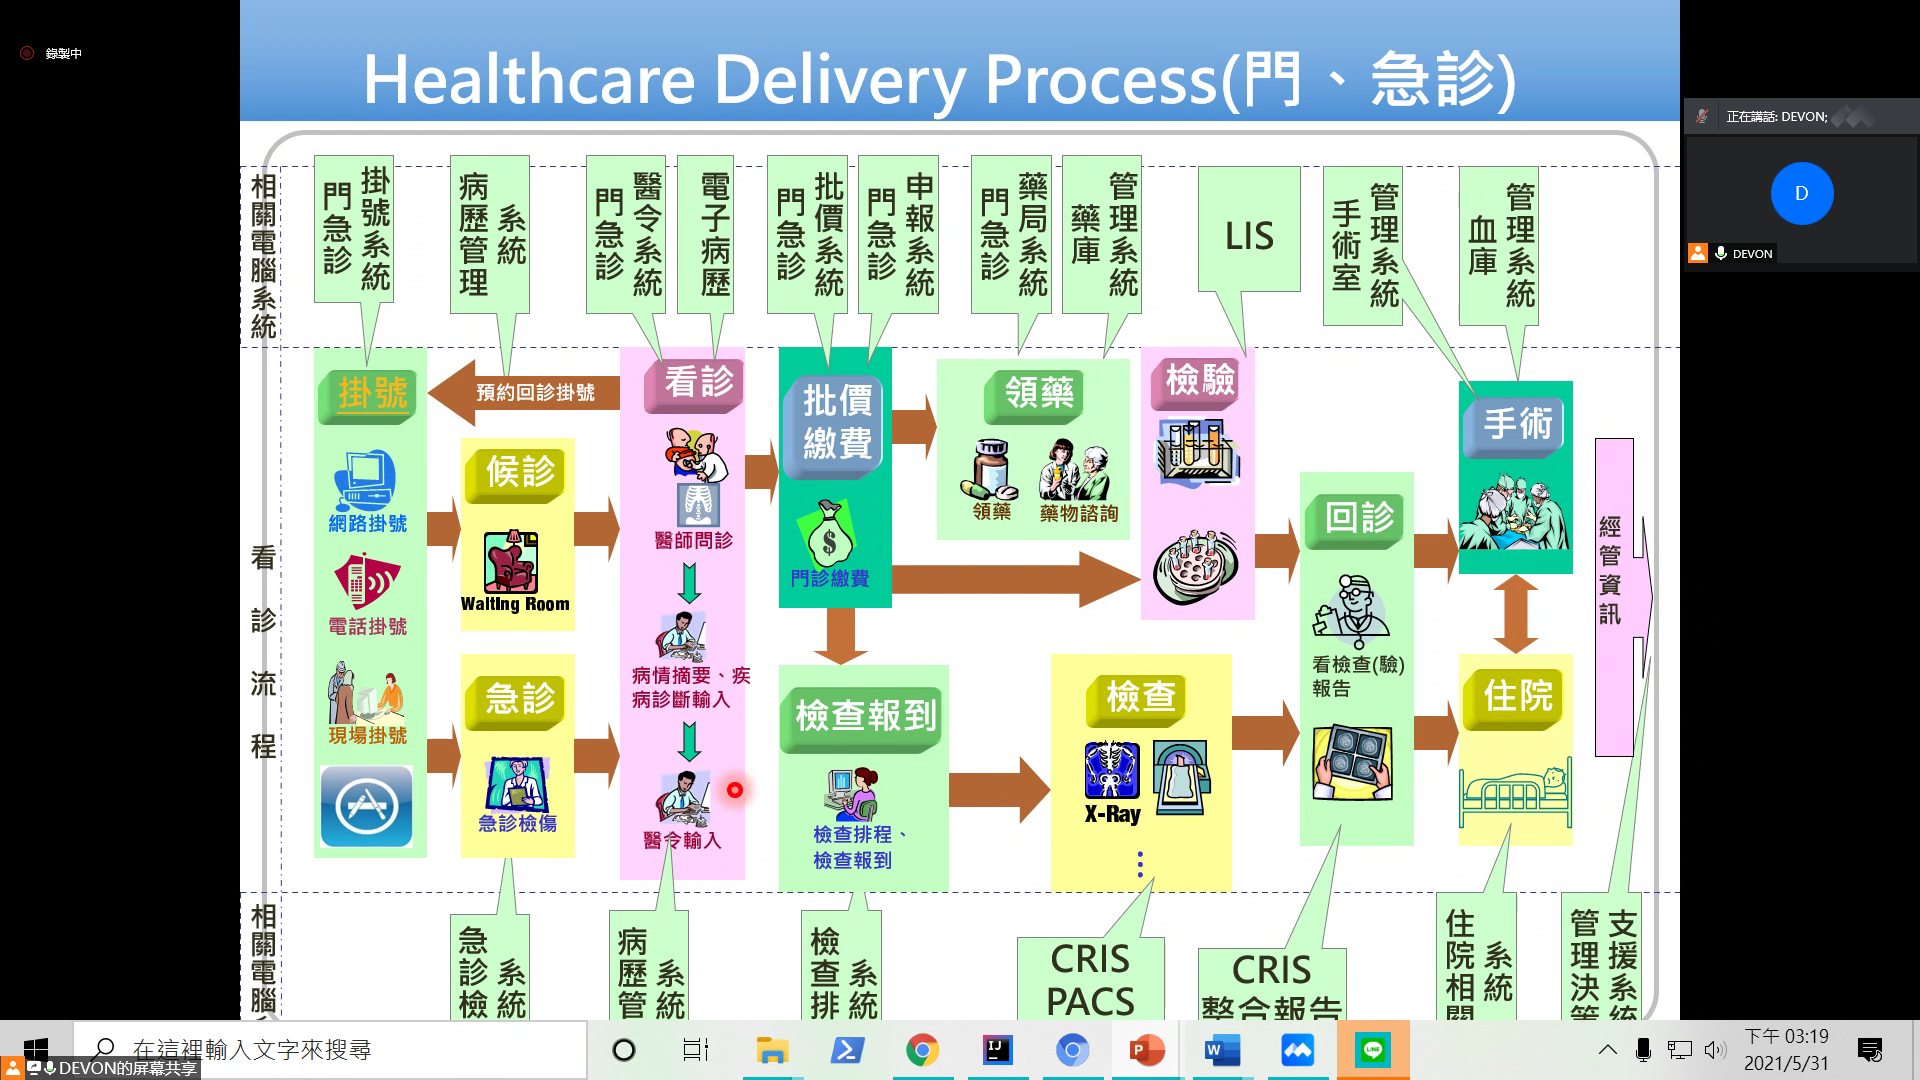 錄製中
Healthcare Delivery Process(門、急診)
正在講話: DEVON;
D
DEVON
相關電腦系統
門急診
掛號系統
病歷管理
系統
門急診
醫令系統
電子病歷
門急診
批價系統
門急診
申報系統
門急診
藥局系統
藥庫
管理系統
LIS
手術室
管理系統
血庫
管理系統
看診流程
掛號
網路掛號
電話掛號
現場掛號
預約回診掛號
候診
Waiting Room
急診
急診檢傷
看診
醫師問診
病情摘要、疾
病診斷輸入
醫令輸入
批價
繳費
$
門診繳費
領藥
領藥
藥物諮詢
檢查報到
檢查排程、
檢查報到
檢驗
檢查
X-Ray
回診
看檢查(驗)
報告
手術
住院
經管資訊
相關電腦
急診檢
系統
病歷管
系統
檢查排
系統
CRIS
PACS
CRIS
整合報告
住院相關
系統
管理決策
支援系統
在這裡輸入文字來搜尋
DEVON的屏幕共享
IJ
P
W
LINE
下午 03:19
2021/5/31